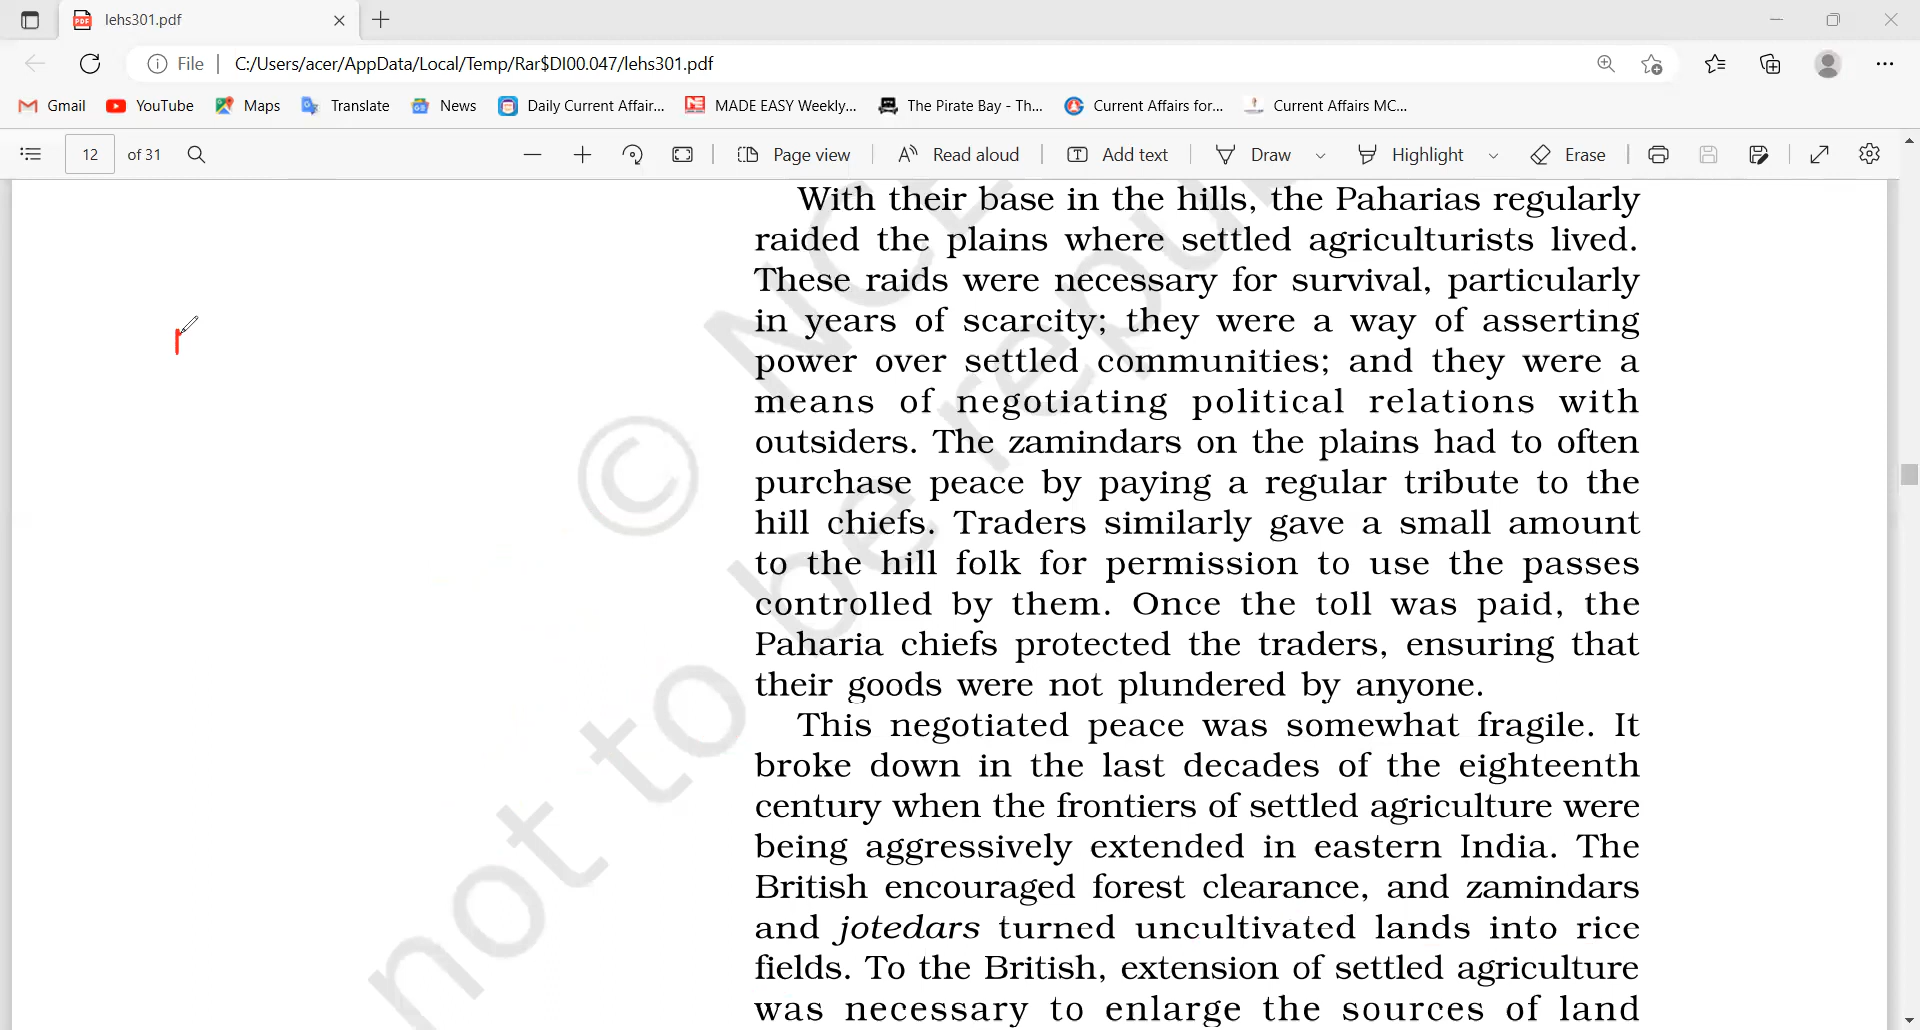 lehs301.pdf
File | C:/Users/acer/AppData/Local/Temp/Rar$DI00.047/lehs301.pdf
Gmail YouTube Maps Translate News Daily Current Affair... MADE EASY Weekly... The Pirate Bay - Th... Current Affairs for... Current Affairs MC...
12 of 31 Page view Read aloud Add text Draw Highlight Erase
With their base in the hills, the Paharias regularly
raided the plains where settled agriculturists lived.
These raids were necessary for survival, particularly
in years of scarcity; they were a way of asserting
power over settled communities; and they were a
means of negotiating political relations with
outsiders. The zamindars on the plains had to often
purchase peace by paying a regular tribute to the
hill chiefs. Traders similarly gave a small amount
to the hill folk for permission to use the passes
controlled by them. Once the toll was paid, the
Paharia chiefs protected the traders, ensuring that
their goods were not plundered by anyone.
This negotiated peace was somewhat fragile. It
broke down in the last decades of the eighteenth
century when the frontiers of settled agriculture were
being aggressively extended in eastern India. The
British encouraged forest clearance, and zamindars
and jotedars turned uncultivated lands into rice
fields. To the British, extension of settled agriculture
was necessary to enlarge the sources of land
©
not to be